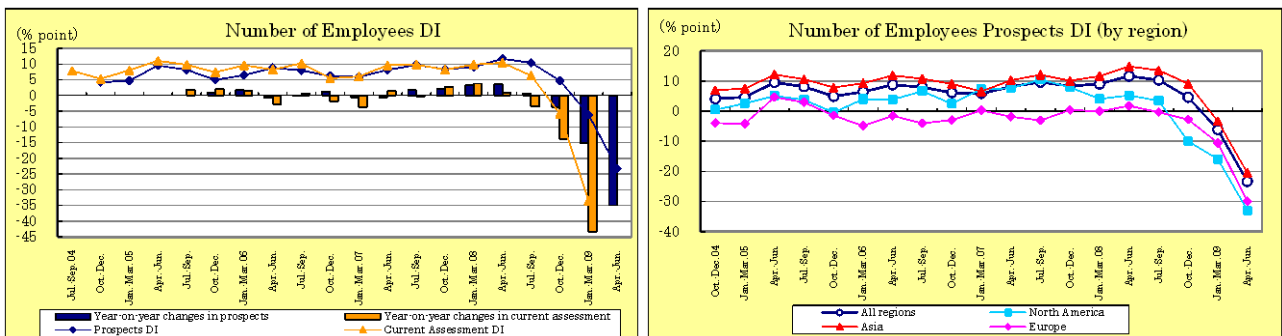 Number of Employees DI
(% point)
15
10
5
0
-5
-10
-15
-20
-25
-30
-35
-40
-45
Jul.-Sep.04
Oct.-Dec.
Jan.-Mar.05
Apr.-Jun.
Jul.-Sep.
Oct.-Dec.
Jan.-Mar.06
Apr.-Jun.
Jul.-Sep.
Oct.-Dec.
Jan.-Mar.07
Apr.-Jun.
Jul.-Sep.
Oct.-Dec.
Jan.-Mar.08
Apr.-Jun.
Jul.-Sep.
Oct.-Dec.
Jan.-Mar.09
Apr.-Jun.
Year-on-year changes in prospects
Year-on-year changes in current assessment
Prospects DI
Current Assessment DI
Number of Employees Prospects DI (by region)
(% point)
20
10
0
-10
-20
-30
-40
Oct.-Dec.04
Jan.-Mar.05
Apr.-Jun.
Jul.-Sep.
Oct.-Dec.
Jan.-Mar.06
Apr.-Jun.
Jul.-Sep.
Oct.-Dec.
Jan.-Mar.07
Apr.-Jun.
Jul.-Sep.
Oct.-Dec.
Jan.-Mar.08
Apr.-Jun.
Jul.-Sep.
Oct.-Dec.
Jan.-Mar.09
Apr.-Jun.
All regions
North America
Asia
Europe